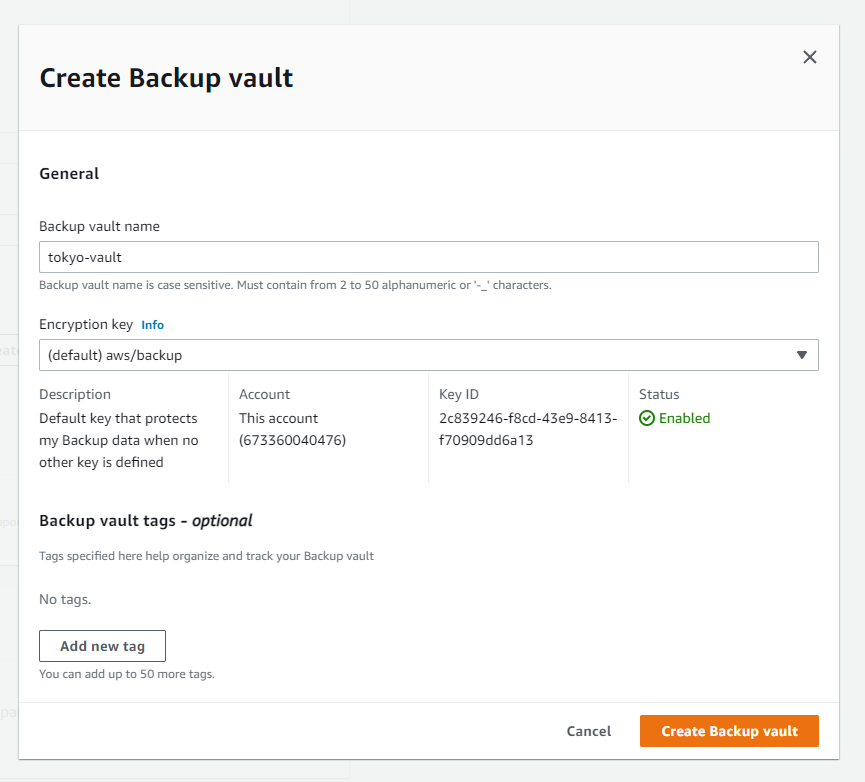 Create Backup vault
General
Backup vault name
tokyo-vault
Backup vault name is case sensitive. Must contain from 2 to 50 alphanumeric or '-_' characters.
Encryption key Info
(default) aws/backup
Description
Default key that protects
my Backup data when no
other key is defined
Account
This account
(673360040476)
Key ID
2c839246-f8cd-43e9-8413-
f70909dd6a13
Status
Enabled
Backup vault tags - optional
Tags specified here help organize and track your Backup vault
No tags.
Add new tag
You can add up to 50 more tags.
Cancel
Create Backup vault